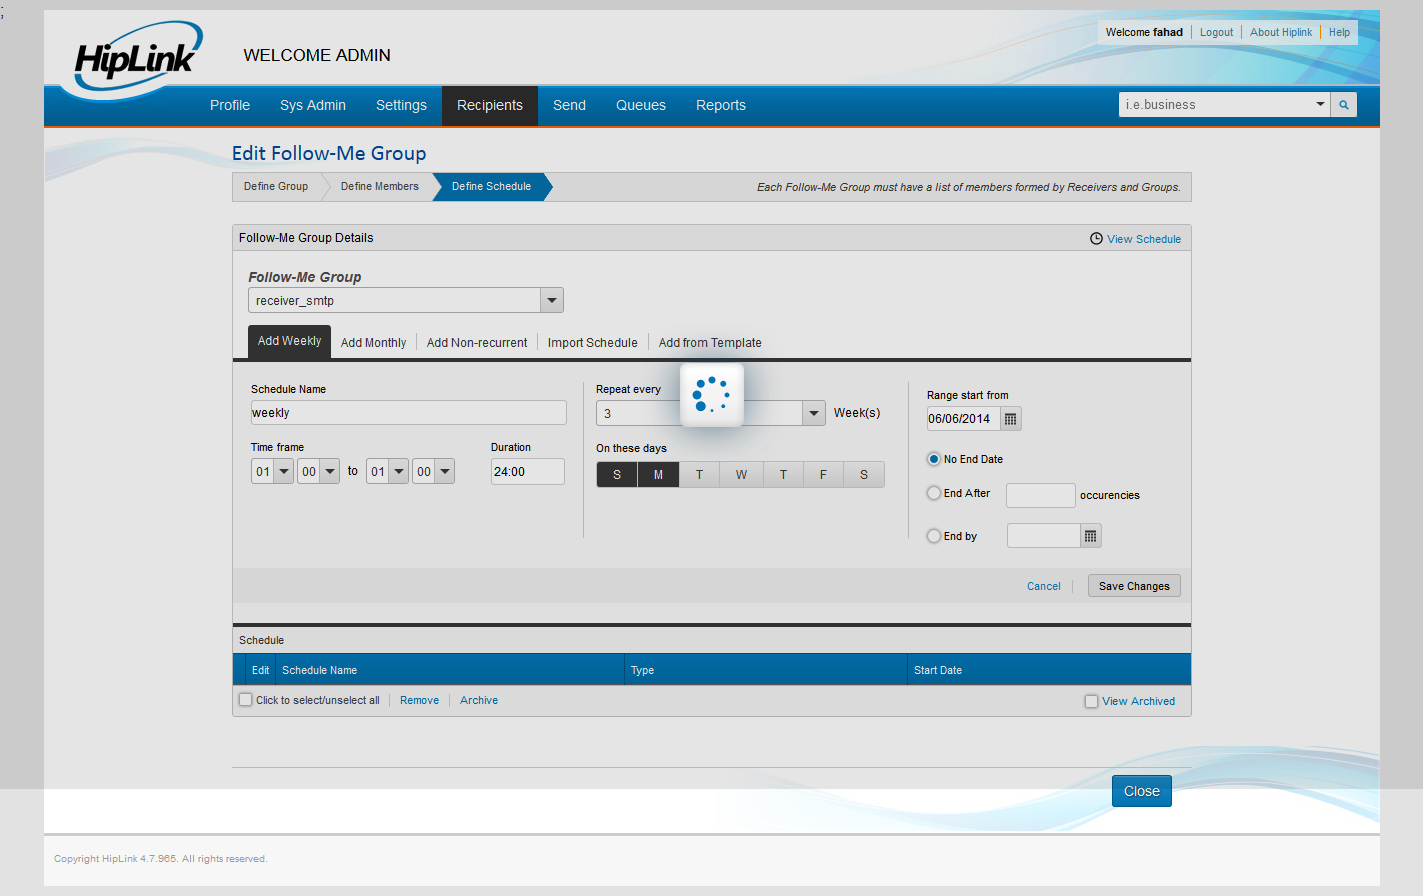 ;
HipLink
WELCOME ADMIN
Welcome fahad Logout About Hiplink Help
Profile Sys Admin Settings Recipients Send Queues Reports
i.e.business
Edit Follow-Me Group
Define Group Define Members Define Schedule
Each Follow-Me Group must have a list of members formed by Receivers and Groups.
Follow-Me Group Details
View Schedule
Follow-Me Group
receiver_smtp
Add Weekly Add Monthly Add Non-recurrent Import Schedule Add from Template
Schedule Name
weekly
Time frame Duration
01 00 to 01 00 24:00
Repeat every
3 Week(s)
On these days
S M T W T F S
Range start from
06/06/2014
No End Date
End After occurencies
End by
Cancel Save Changes
Schedule
Edit Schedule Name Type Start Date
Click to select/unselect all Remove Archive View Archived
Close
Copyright HipLink 4.7.965. All rights reserved.